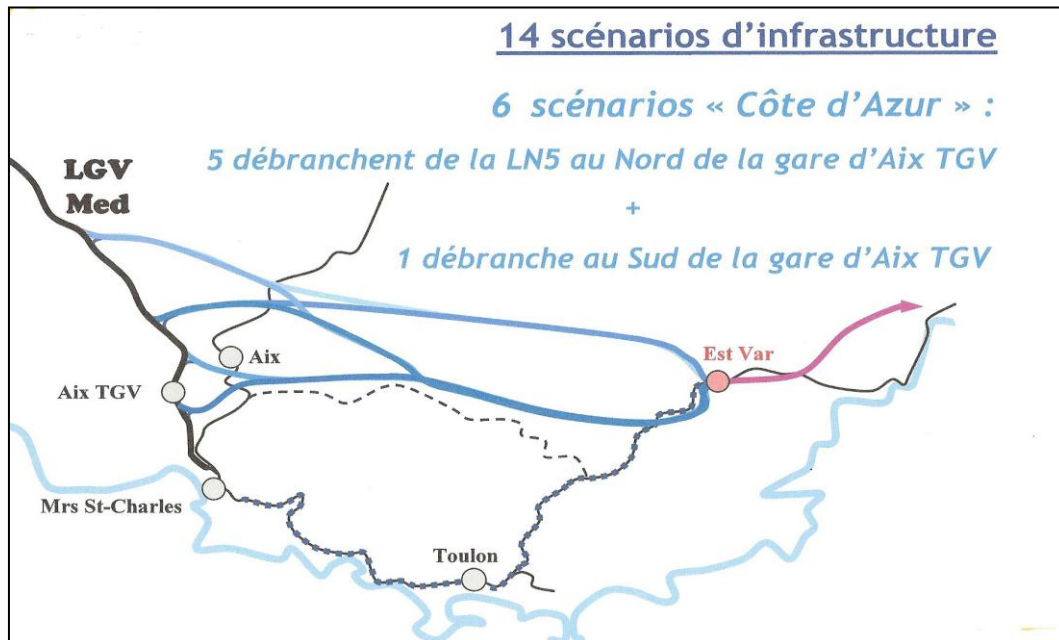 14 scénarios d'infrastructure
6 scénarios « Côte d'Azur » :
5 débranchent de la LN5 au Nord de la gare d'Aix TGV
+
1 débranche au Sud de la gare d'Aix TGV
LGV
Med
Aix
Est Var
Aix TGV
Mrs St-Charles
Toulon